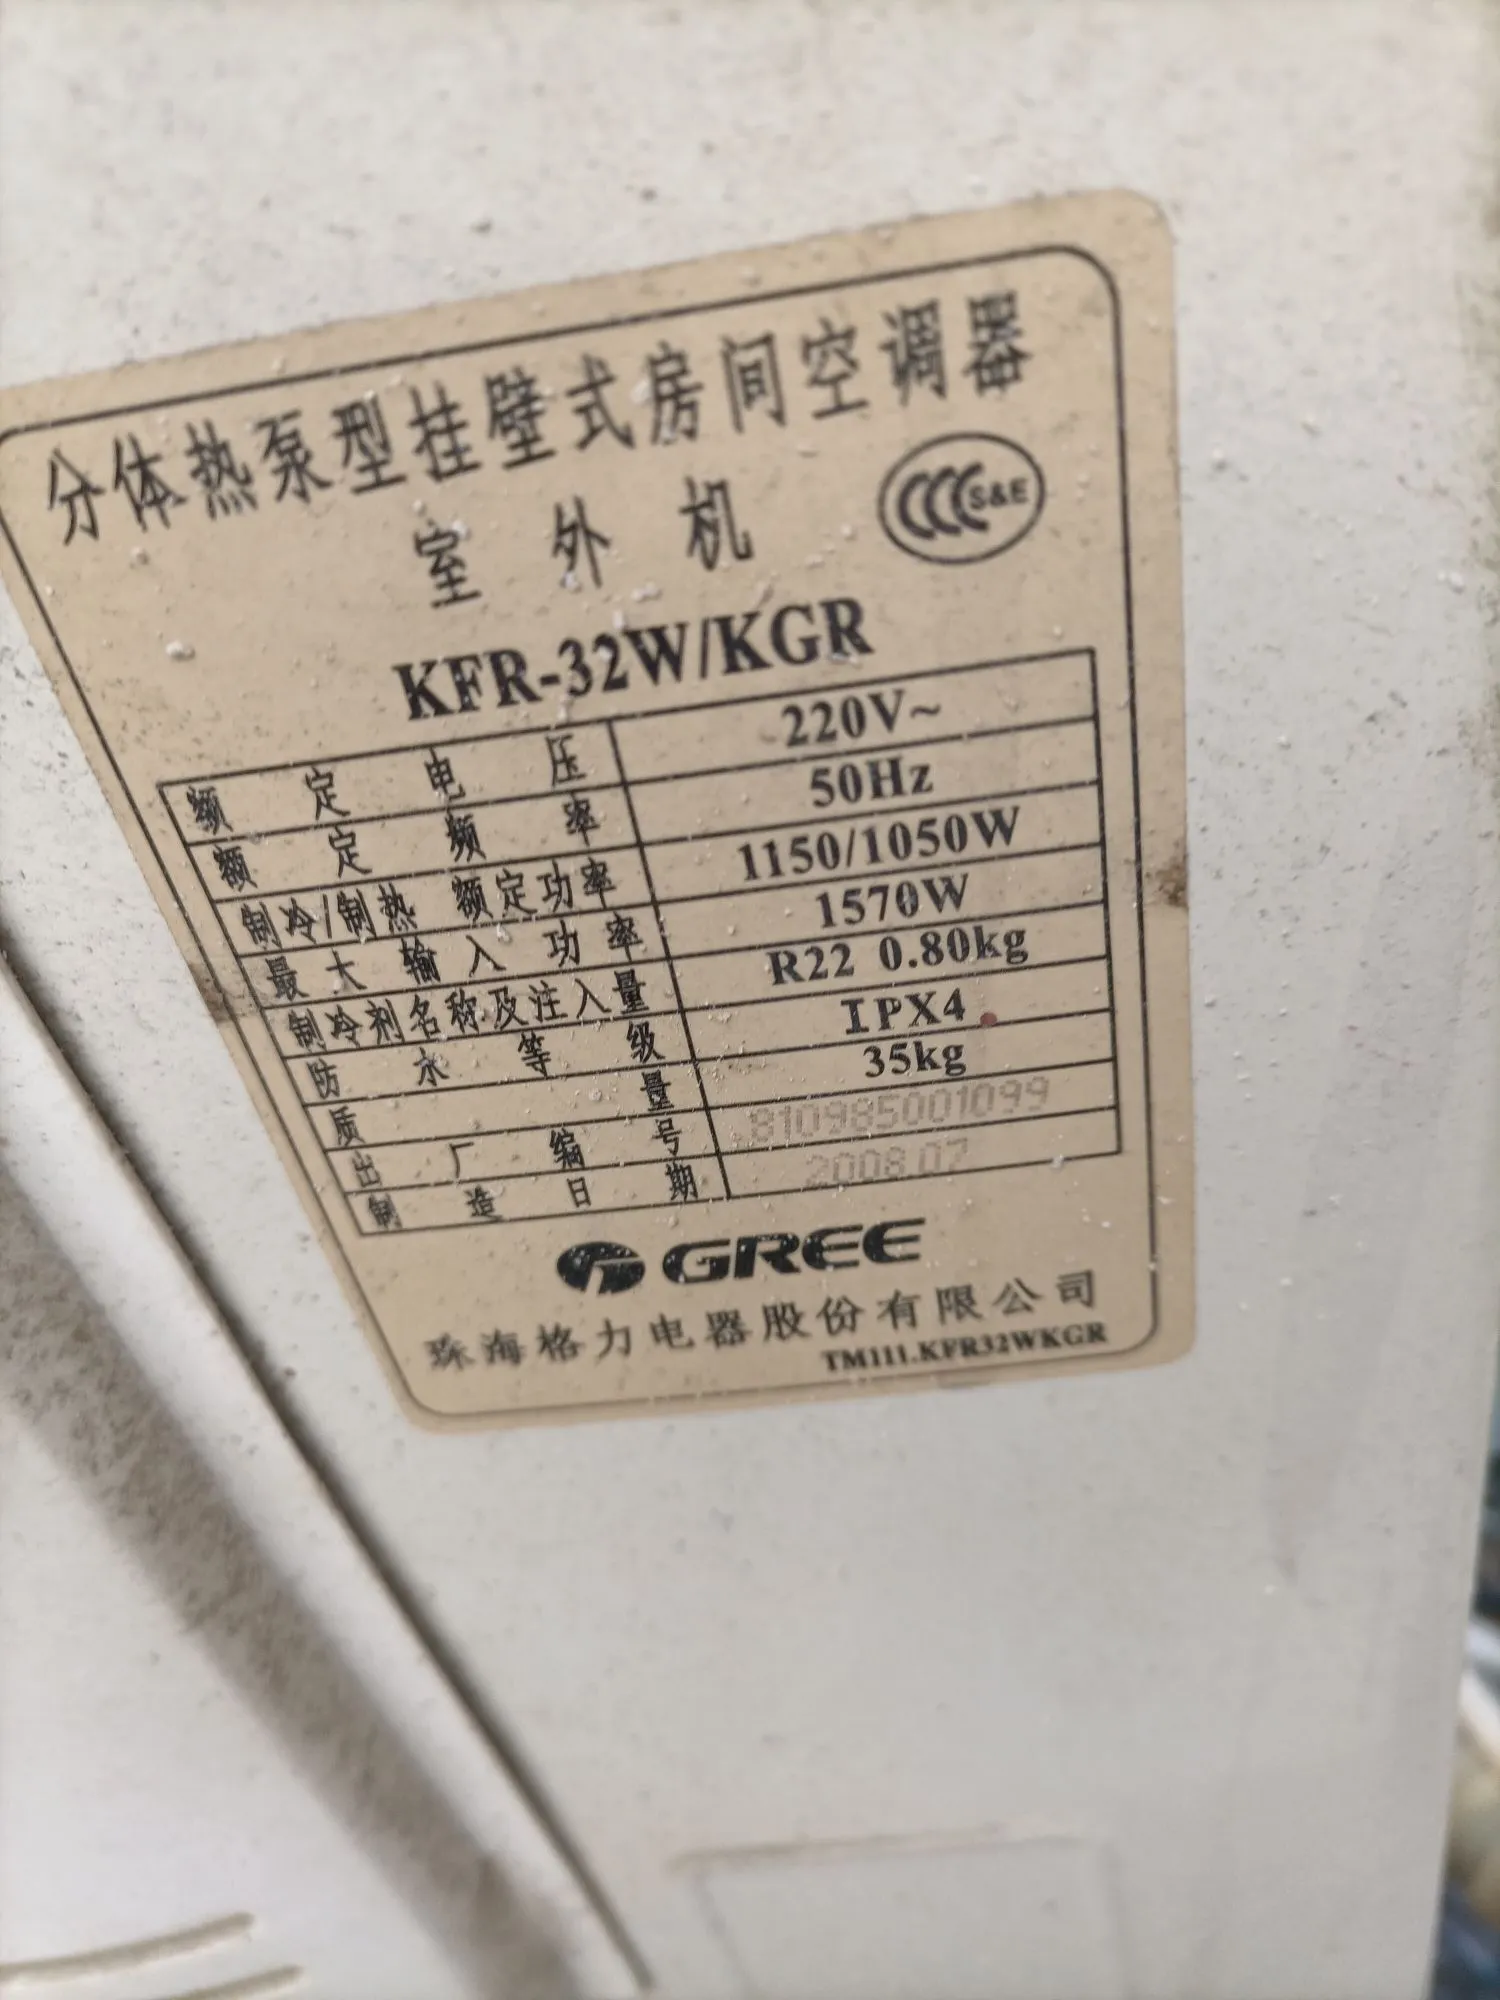 分体热泵型挂壁式房间空调器
室外机
CCC S&E
KFR-32W/KGR
额定电压 220V~
额定频率 50Hz
制冷/制热 额定功率 1150/1050W
最大输入功率 1570W
制冷剂名称及注入量 R22 0.80kg
防水等级 IPX4
质量 35kg
出厂编号 810985001099
制造日期 2008.07
GREE
珠海格力电器股份有限公司
TM111.KFR32WKGR